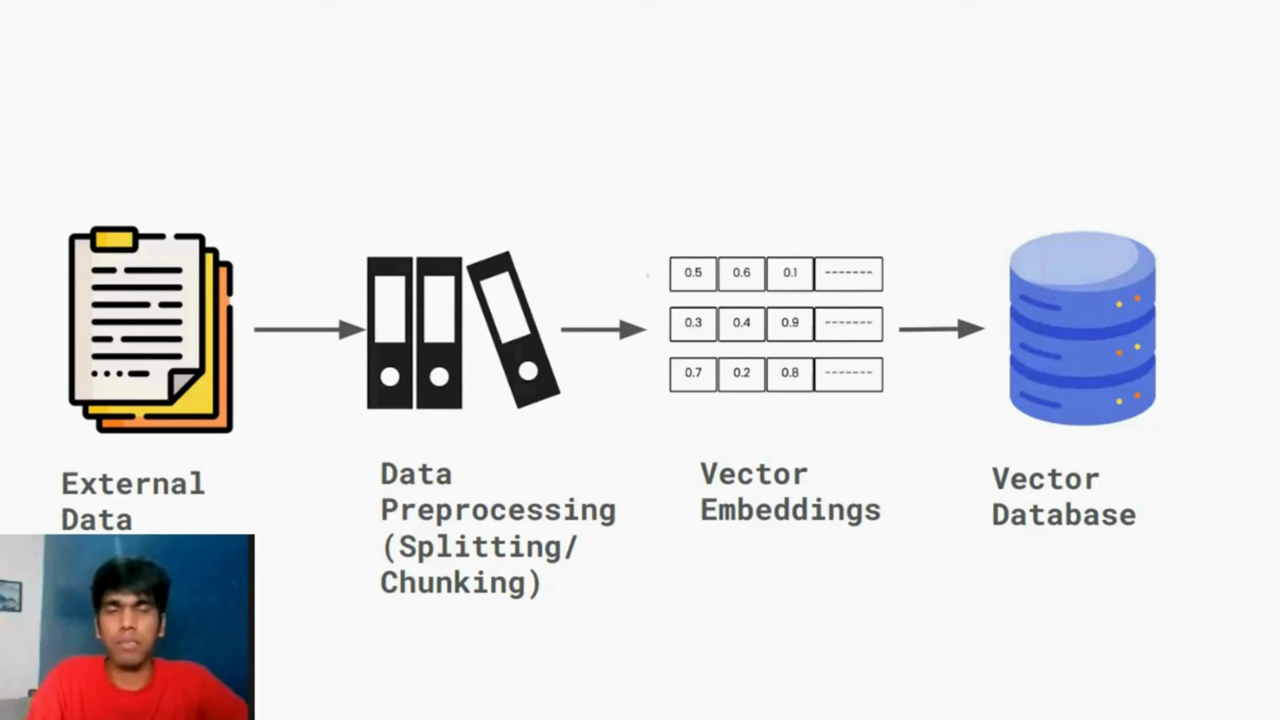 0.5 0.6 0.1 -------
0.3 0.4 0.9 -------
0.7 0.2 0.8 -------
External
Data
Data
Preprocessing
(Splitting/
Chunking)
Vector
Embeddings
Vector
Database